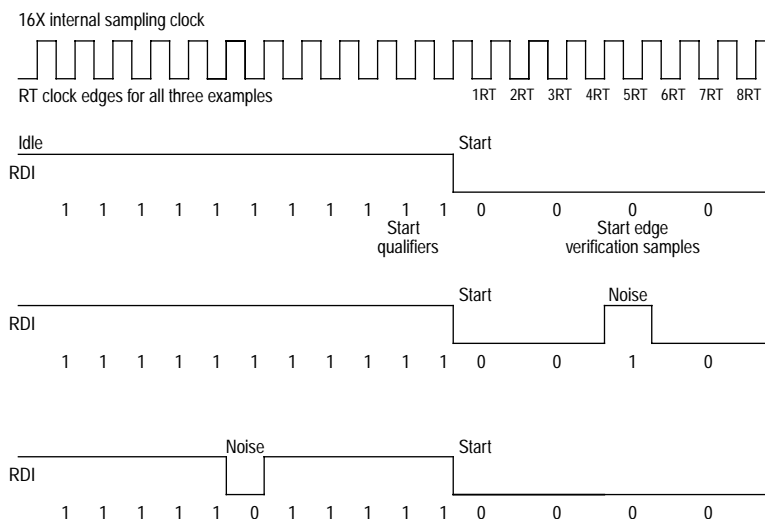 16X internal sampling clock
RT clock edges for all three examples
1RT 2RT 3RT 4RT 5RT 6RT 7RT 8RT
Idle
Start
RDI
1 1 1 1 1 1 1 1 1 1 1 0 0 0 0
Start qualifiers
Start edge verification samples
Start
Noise
RDI
1 1 1 1 1 1 1 1 1 1 1 0 0 1 0
Noise
Start
RDI
1 1 1 1 1 0 1 1 1 1 1 0 0 0 0